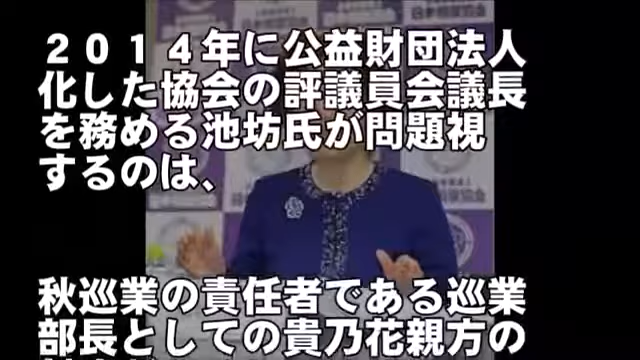 ２０１４年に公益財団法人
化した協会の評議員会議長
を務める池坊氏が問題視
するのは、
秋巡業の責任者である巡業
部長としての貴乃花親方の